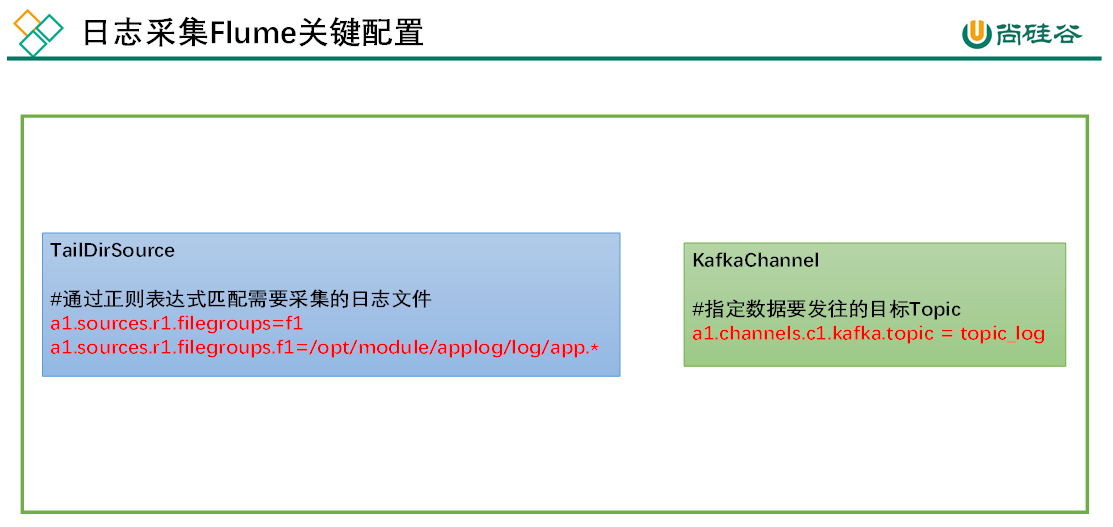 日志采集Flume关键配置
尚硅谷
TailDirSource
#通过正则表达式匹配需要采集的日志文件
a1.sources.r1.filegroups=f1
a1.sources.r1.filegroups.f1=/opt/module/applog/log/app.*
KafkaChannel
#指定数据要发往的目标Topic
a1.channels.c1.kafka.topic = topic_log